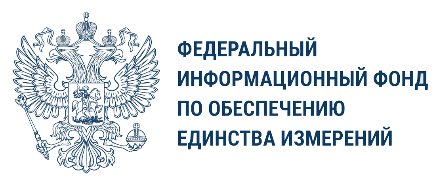 ФЕДЕРАЛЬНЫЙ
ИНФОРМАЦИОННЫЙ ФОНД
ПО ОБЕСПЕЧЕНИЮ
ЕДИНСТВА ИЗМЕРЕНИЙ